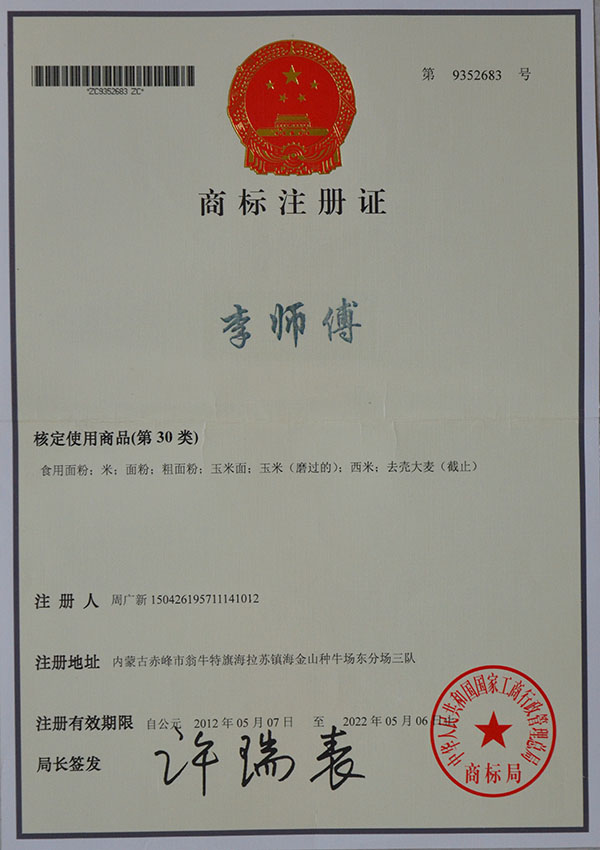 第 9352683 号
*ZC9352683 ZC*
商标注册证
李师傅
核定使用商品(第 30 类)
食用面粉；米；面粉；粗面粉；玉米面；玉米（磨过的）；西米；去壳大麦（截止）
注 册 人 周广新 150426195711141012
注册地址 内蒙古赤峰市翁牛特旗海拉苏镇海金山种牛场东分场三队
注册有效期限 自公元 2012 年 05 月 07 日 至 2022 年 05 月 06
局长签发 许瑞表
中华人民共和国国家工商行政管理总局
商标局